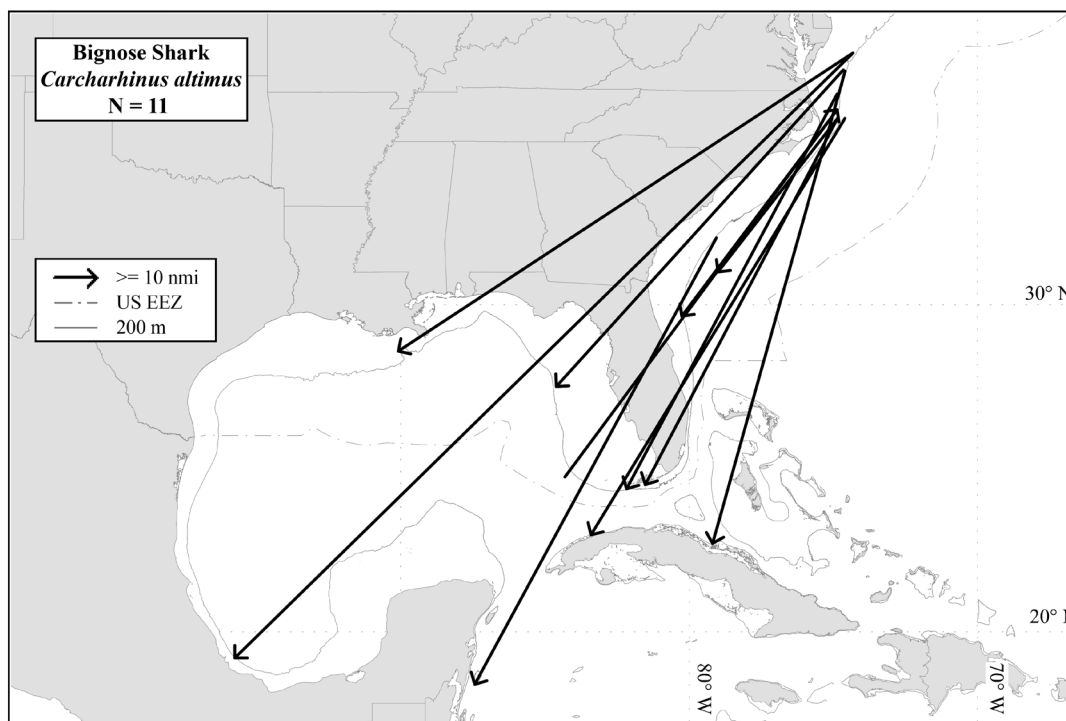 Bignose Shark
Carcharhinus altimus
N = 11
>= 10 nmi
US EEZ
200 m
30° N
20° N
80° W
70° W